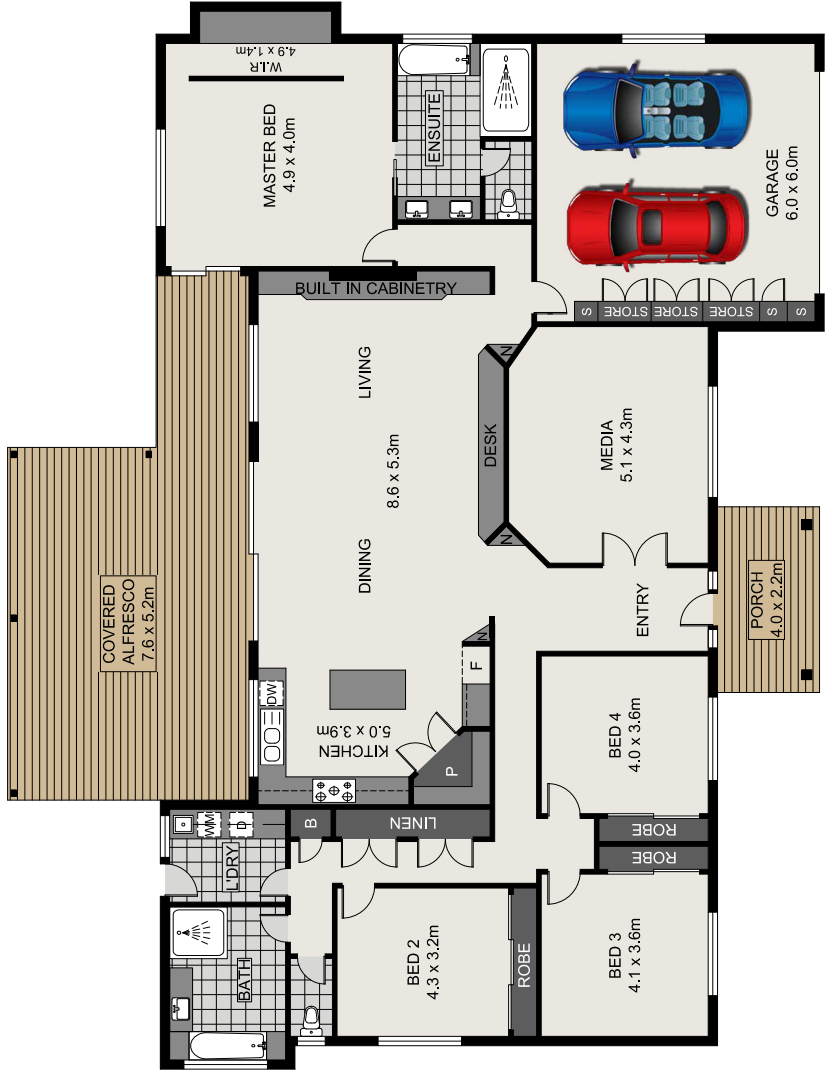 W.I.R
4.9 x 1.4m
MASTER BED
4.9 x 4.0m
ENSUITE
GARAGE
6.0 x 6.0m
S
STORE
STORE
STORE
S
S
BUILT IN CABINETRY
LIVING
8.6 x 5.3m
DINING
N
DESK
N
MEDIA
5.1 x 4.3m
COVERED
ALFRESCO
7.6 x 5.2m
ENTRY
PORCH
4.0 x 2.2m
N
F
DW
KITCHEN
5.0 x 3.9m
P
BED 4
4.0 x 3.6m
ROBE
ROBE
WM
D
B
LINEN
L'DRY
BATH
BED 2
4.3 x 3.2m
ROBE
BED 3
4.1 x 3.6m